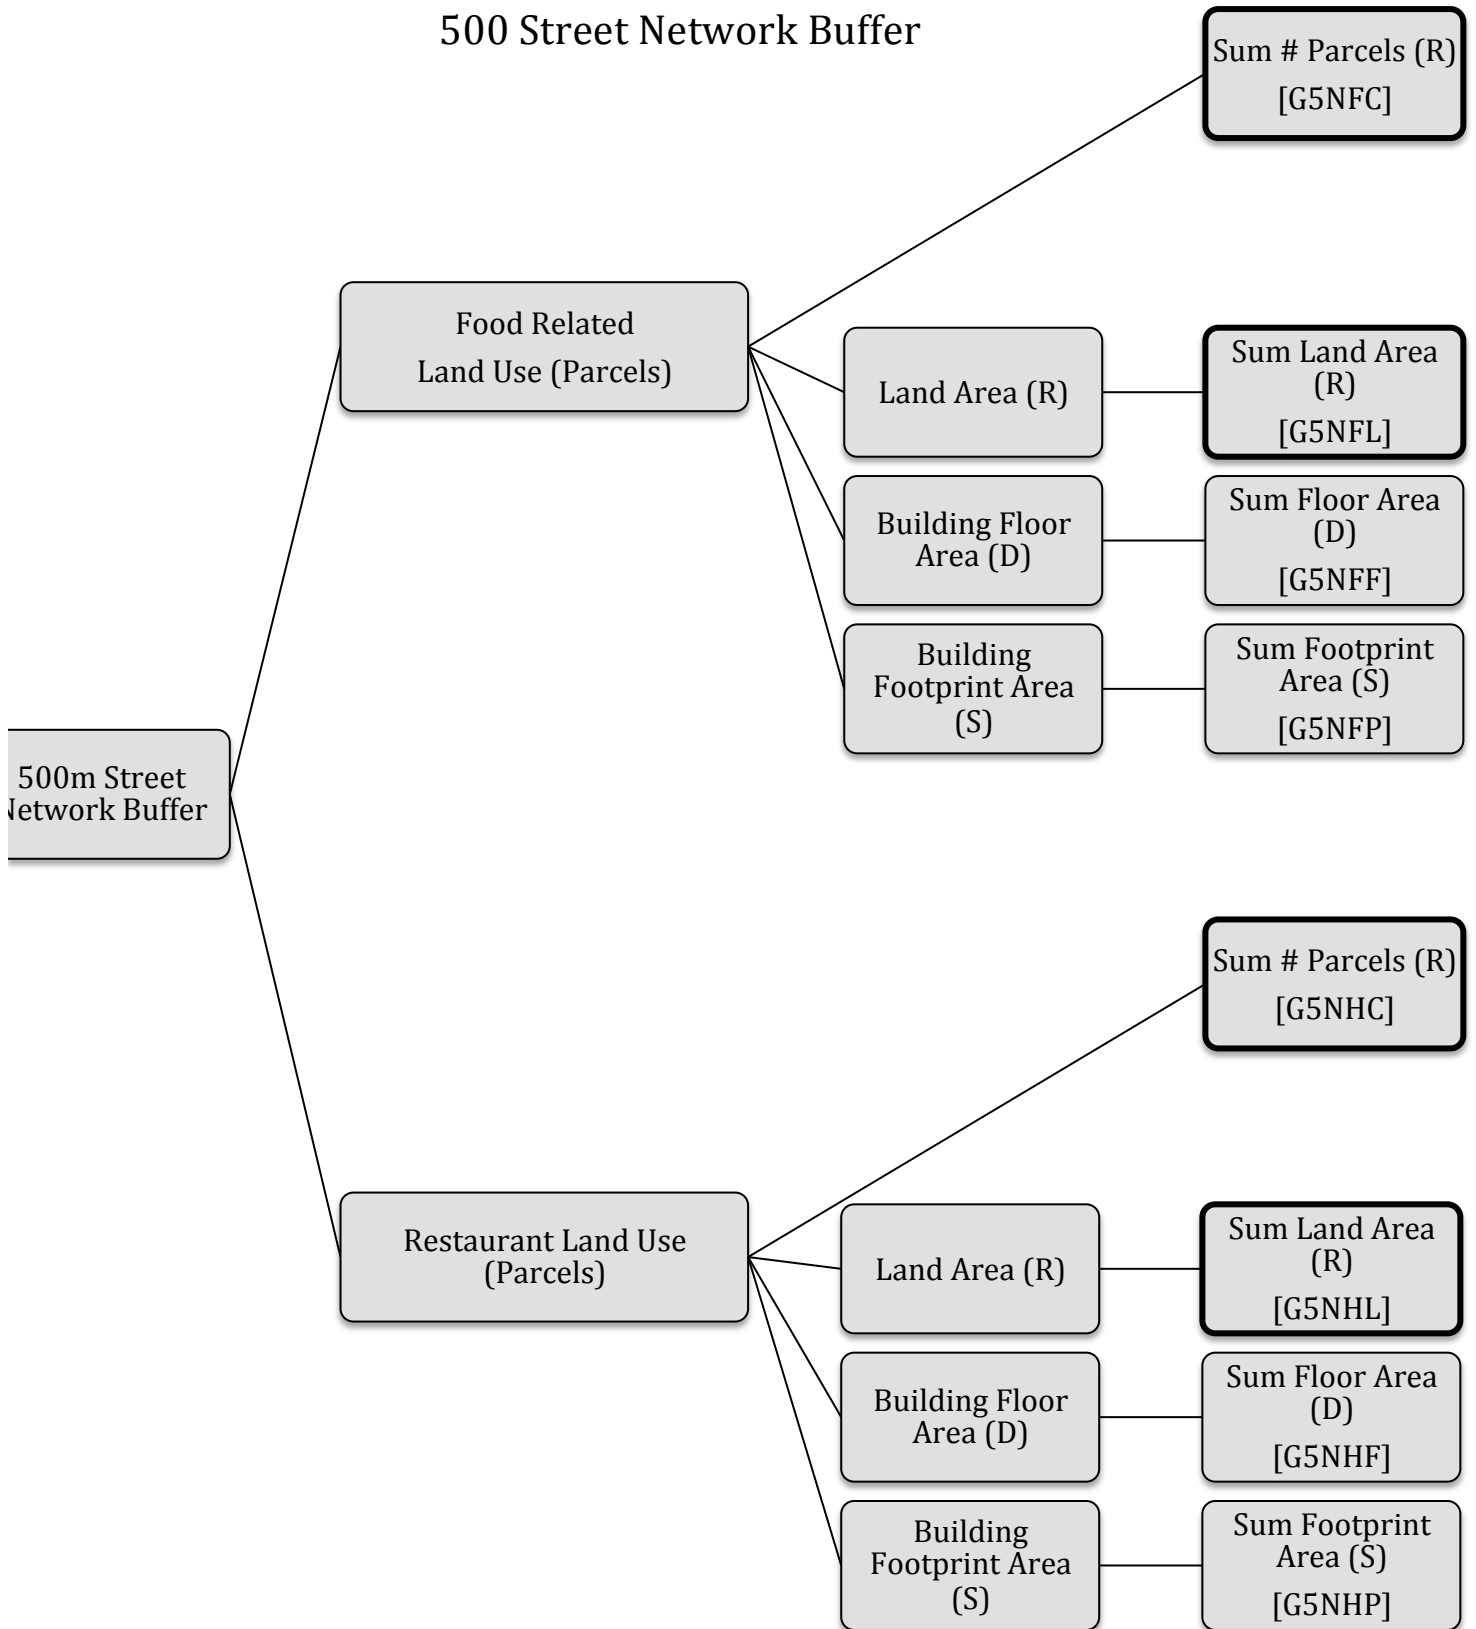 500 Street Network Buffer
Sum # Parcels (R)
[G5NFC]
Food Related
Land Use (Parcels)
Land Area (R)
Sum Land Area
(R)
[G5NFL]
Building Floor
Area (D)
Sum Floor Area
(D)
[G5NFF]
Building
Footprint Area
(S)
Sum Footprint
Area (S)
[G5NFP]
500m Street
Network Buffer
Sum # Parcels (R)
[G5NHC]
Restaurant Land Use
(Parcels)
Land Area (R)
Sum Land Area
(R)
[G5NHL]
Building Floor
Area (D)
Sum Floor Area
(D)
[G5NHF]
Building
Footprint Area
(S)
Sum Footprint
Area (S)
[G5NHP]